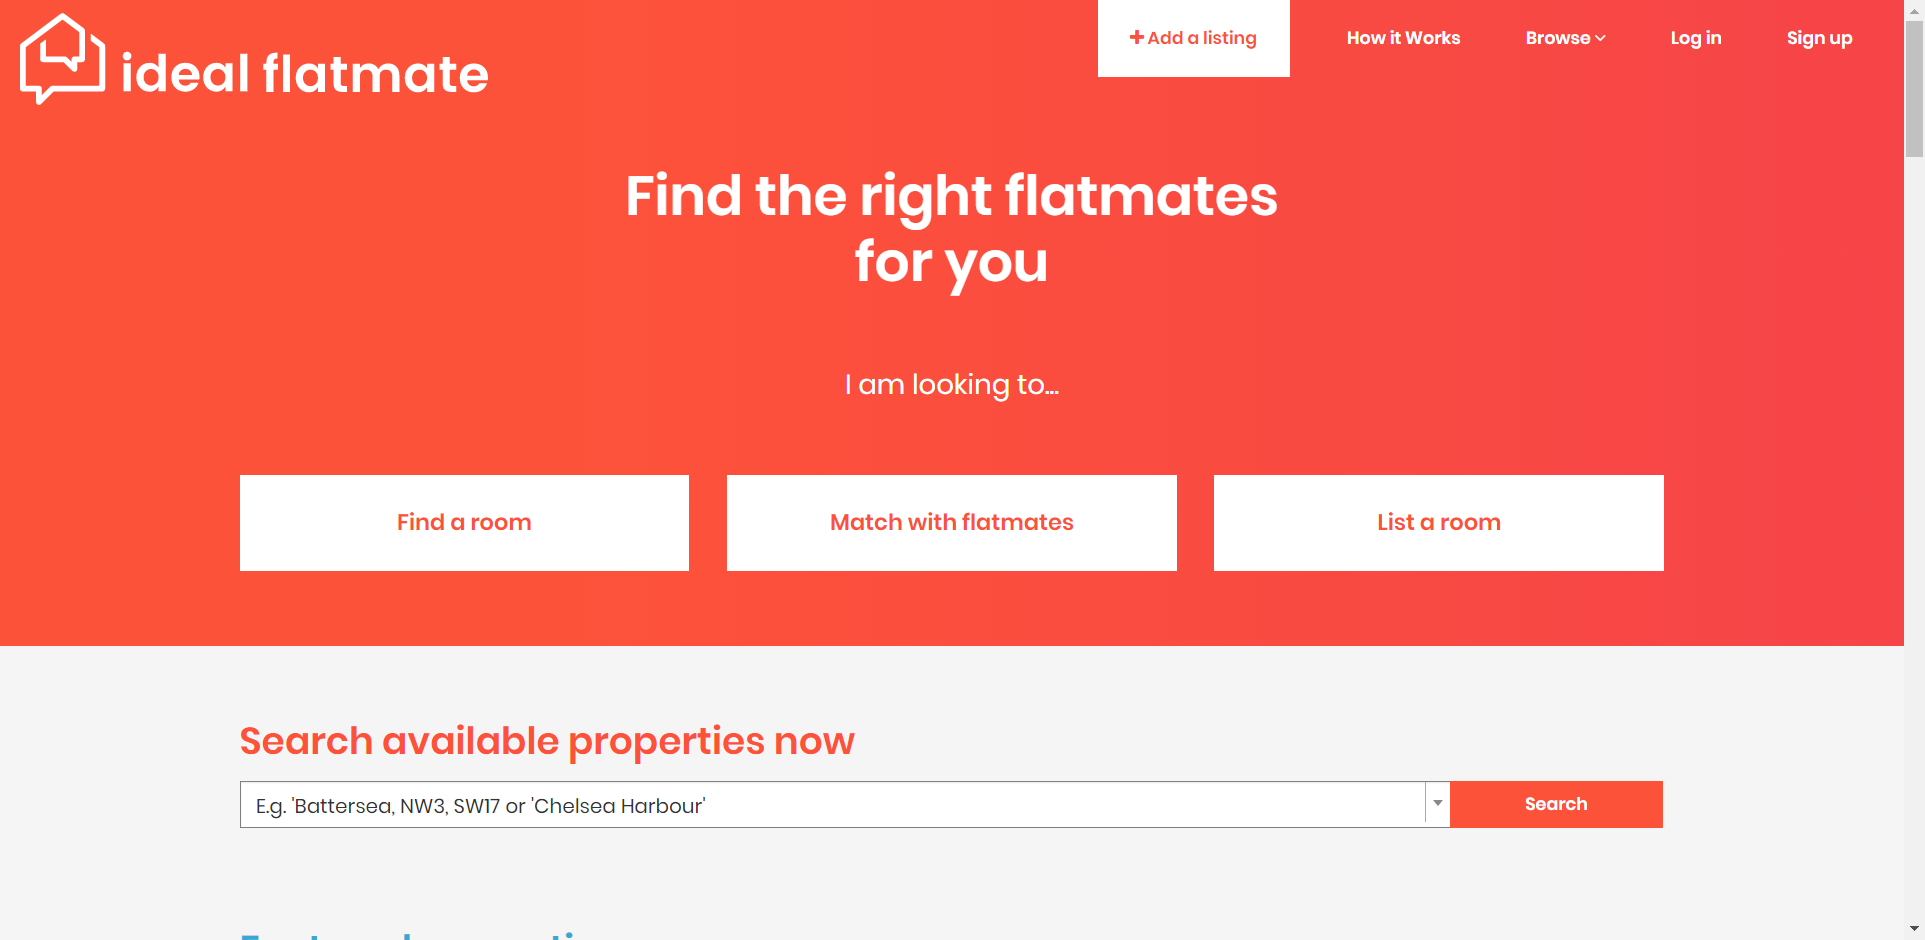 ideal flatmate
Add a listing
How it Works
Browse
Log in
Sign up
Find the right flatmates
for you
I am looking to...
Find a room
Match with flatmates
List a room
Search available properties now
E.g. 'Battersea, NW3, SW17 or 'Chelsea Harbour'
Search